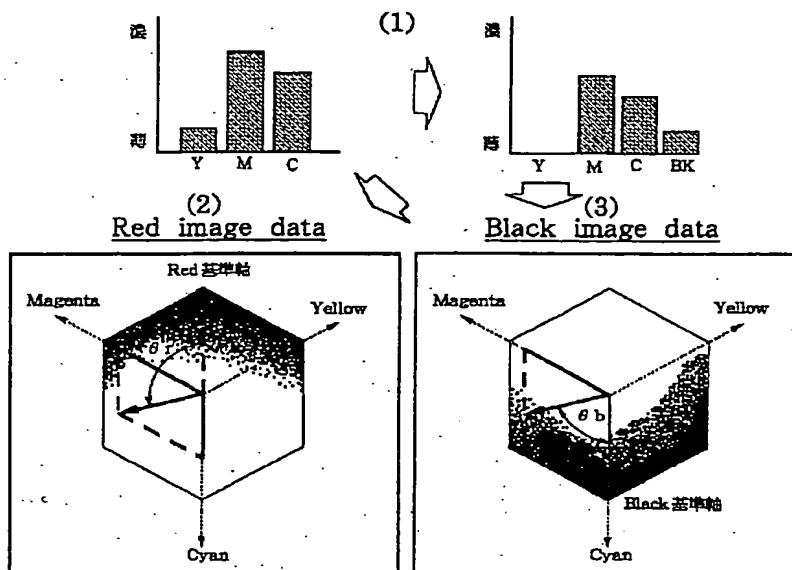 (1)
濃
薄
Y M C
濃
薄
Y M C BK
(2)
Red image data
Red 基準軸
Magenta
Yellow
θ r
Cyan
(3)
Black image data
Magenta
Yellow
θ b
Black 基準軸
Cyan